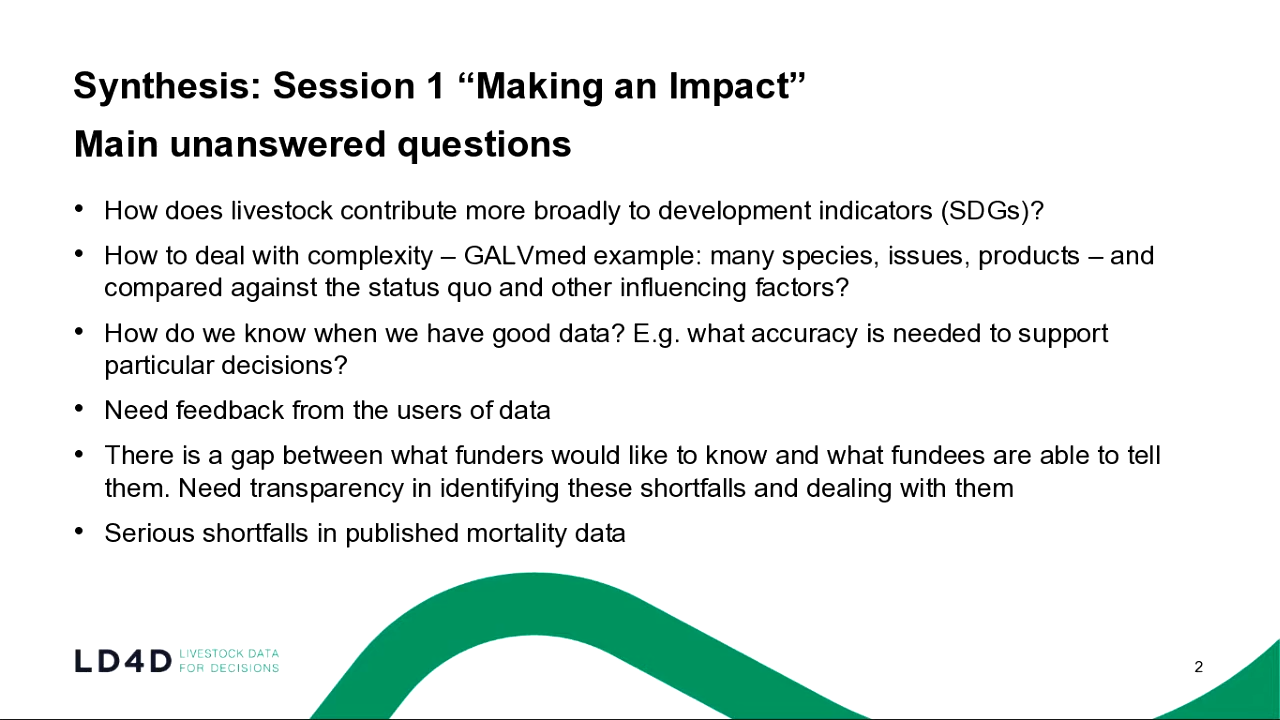 Synthesis: Session 1 “Making an Impact”
Main unanswered questions
• How does livestock contribute more broadly to development indicators (SDGs)?
• How to deal with complexity – GALVmed example: many species, issues, products – and
compared against the status quo and other influencing factors?
• How do we know when we have good data? E.g. what accuracy is needed to support
particular decisions?
• Need feedback from the users of data
• There is a gap between what funders would like to know and what fundees are able to tell
them. Need transparency in identifying these shortfalls and dealing with them
• Serious shortfalls in published mortality data
LD4D LIVESTOCK DATA
FOR DECISIONS
2